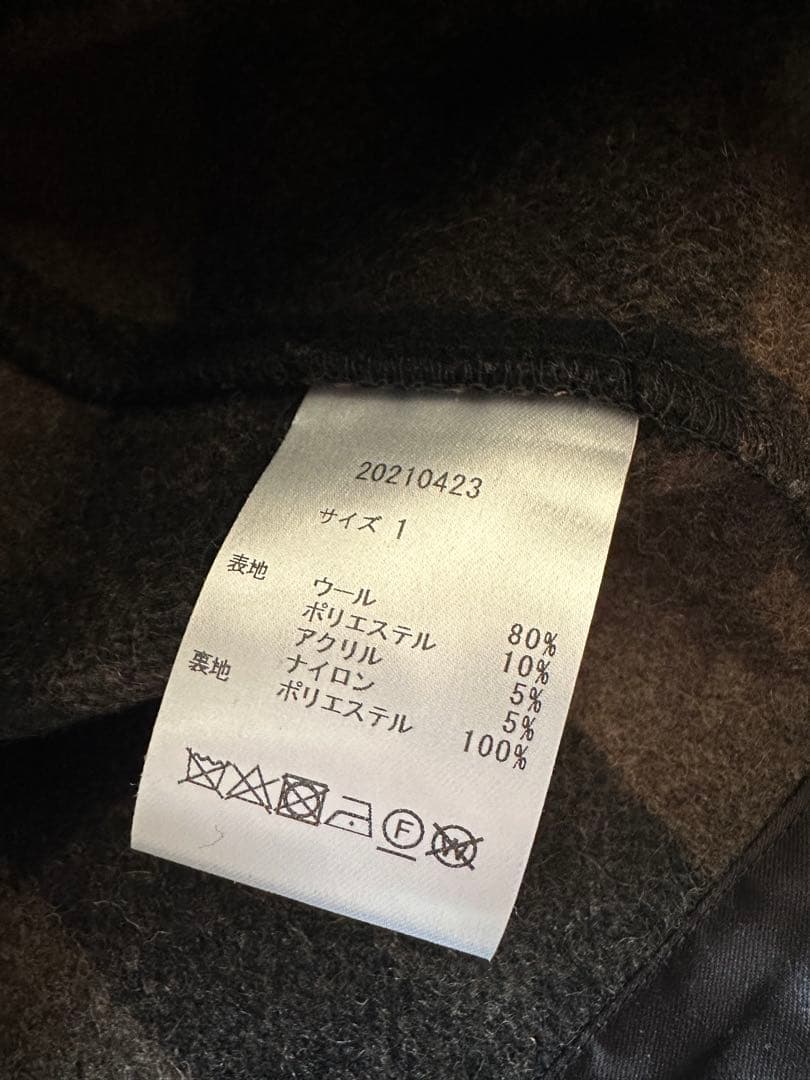 20210423
サイズ 1
表地 ウール 80%
ポリエステル 10%
アクリル 5%
ナイロン 5%
裏地 ポリエステル 100%
F W